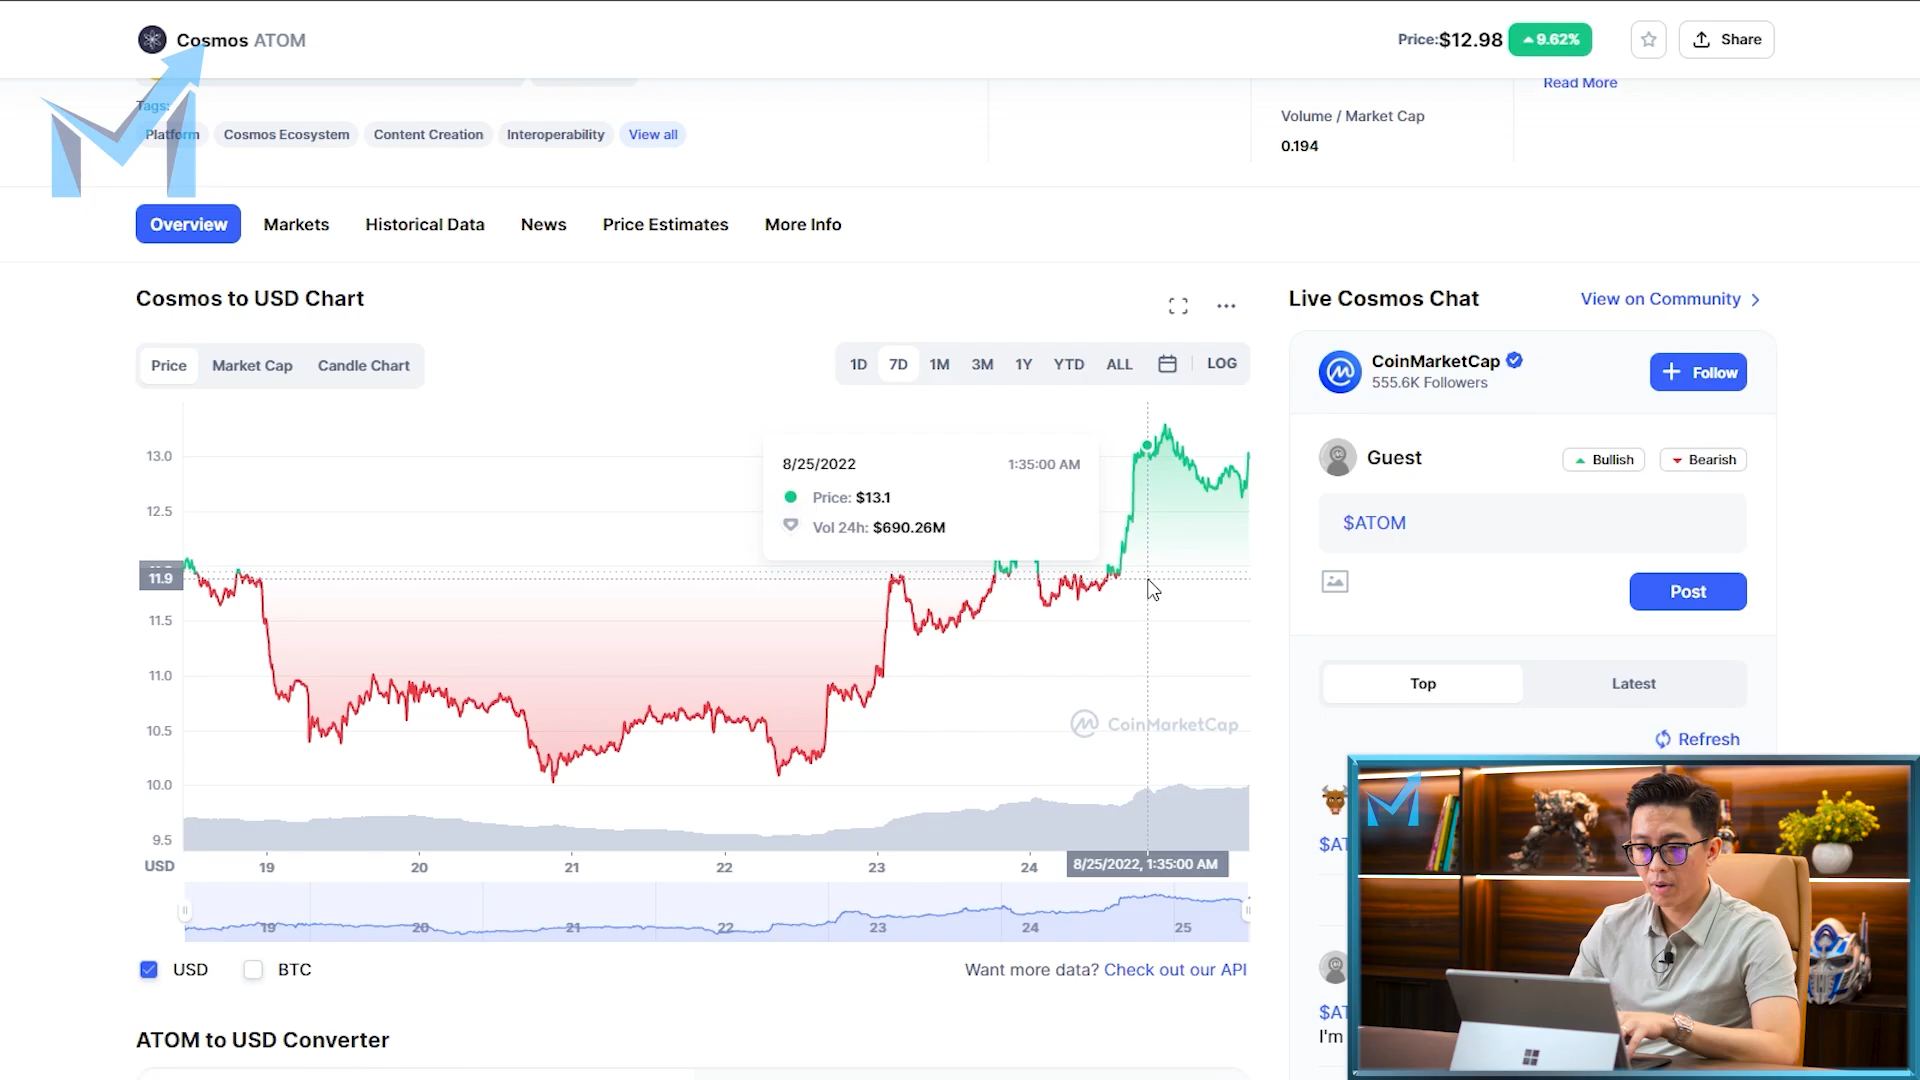 Cosmos ATOM
Price:$12.98 9.62%
Share
Read More
Tags:
Platform
Cosmos Ecosystem
Content Creation
Interoperability
View all
Volume / Market Cap
0.194
Overview
Markets
Historical Data
News
Price Estimates
More Info
Cosmos to USD Chart
Price
Market Cap
Candle Chart
1D
7D
1M
3M
1Y
YTD
ALL
LOG
13.0
12.5
11.9
11.5
11.0
10.5
10.0
9.5
8/25/2022 1:35:00 AM
Price: $13.1
Vol 24h: $690.26M
CoinMarketCap
USD
19
20
21
22
23
24
8/25/2022, 1:35:00 AM
19
20
21
22
23
24
25
USD
BTC
Want more data? Check out our API
ATOM to USD Converter
Live Cosmos Chat
View on Community
CoinMarketCap
555.6K Followers
Follow
Guest
Bullish
Bearish
$ATOM
Post
Top
Latest
Refresh
$AT
$AT
I'm